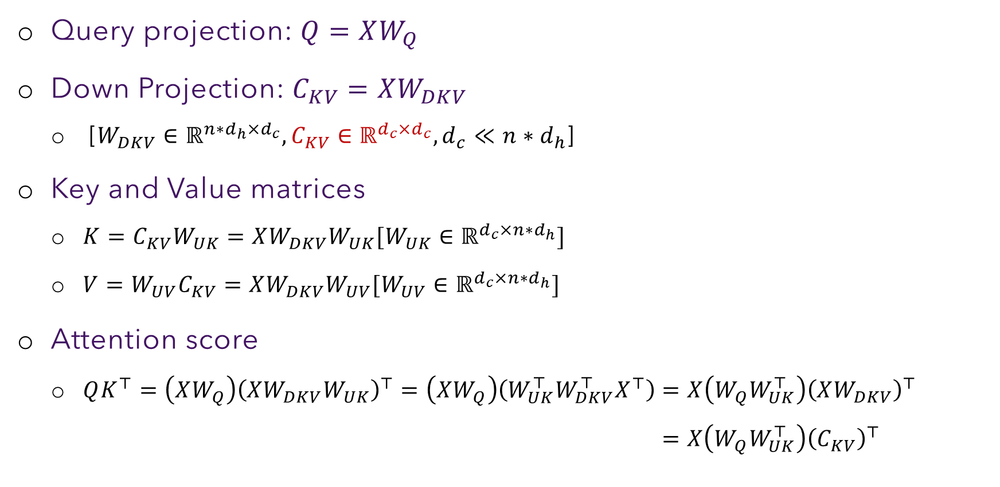 ○ Query projection: $Q = XW_Q$
○ Down Projection: $C_{KV} = XW_{DKV}$
○ $[W_{DKV} \in \mathbb{R}^{n*d_h \times d_c}, C_{KV} \in \mathbb{R}^{d_c \times d_c}, d_c \ll n * d_h]$
○ Key and Value matrices
○ $K = C_{KV}W_{UK} = XW_{DKV}W_{UK}[W_{UK} \in \mathbb{R}^{d_c \times n*d_h}]$
○ $V = W_{UV}C_{KV} = XW_{DKV}W_{UV}[W_{UV} \in \mathbb{R}^{d_c \times n*d_h}]$
○ Attention score
○ $QK^\top = (XW_Q)(XW_{DKV}W_{UK})^\top = (XW_Q)(W_{UK}^\top W_{DKV}^\top X^\top) = X(W_Q W_{UK}^\top)(XW_{DKV})^\top$
$= X(W_Q W_{UK}^\top)(C_{KV})^\top$